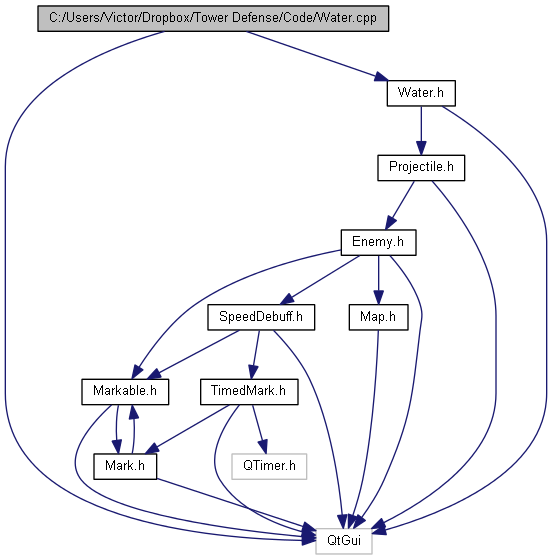 C:/Users/Victor/Dropbox/Tower Defense/Code/Water.cpp
Water.h
Projectile.h
Enemy.h
SpeedDebuff.h
Map.h
Markable.h
TimedMark.h
Mark.h
QTimer.h
QtGui